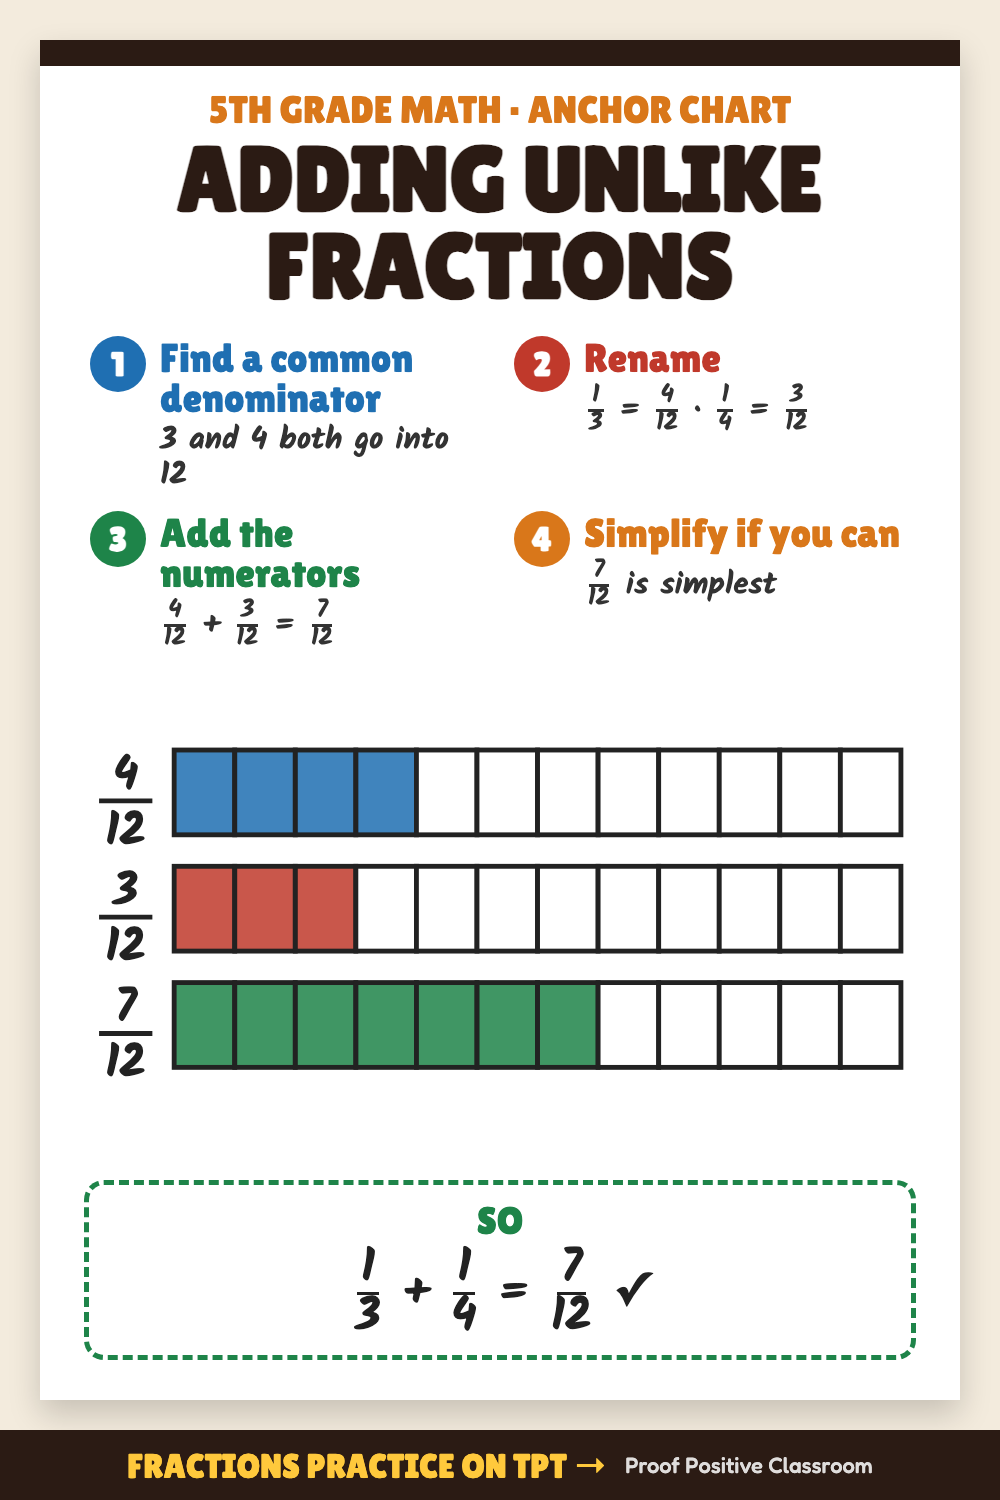 5TH GRADE MATH · ANCHOR CHART
ADDING UNLIKE
FRACTIONS
1
Find a common
denominator
3 and 4 both go into
12
2
Rename
1/3 = 4/12 · 1/4 = 3/12
3
Add the
numerators
4/12 + 3/12 = 7/12
4
Simplify if you can
7/12 is simplest
4/12
3/12
7/12
SO
1/3 + 1/4 = 7/12 ✓
FRACTIONS PRACTICE ON TPT → Proof Positive Classroom